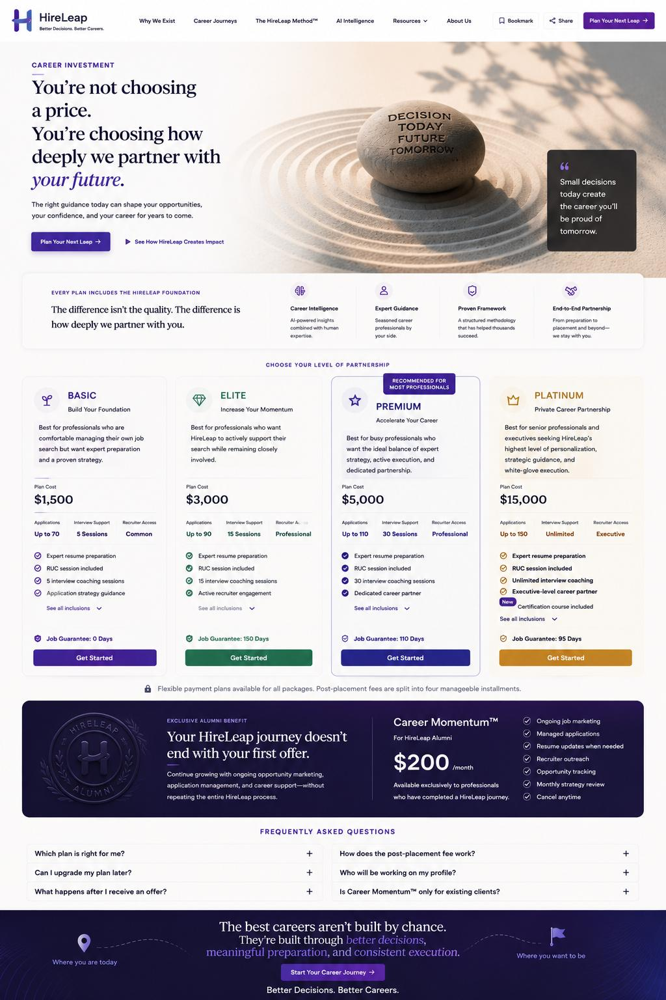 HireLeap
Better Decisions. Better Careers.
Why We Exist
Career Journeys
The HireLeap Method™
AI Intelligence
Resources
About Us
Bookmark
Share
Plan Your Next Leap →
CAREER INVESTMENT
You're not choosing
a price.
You're choosing how
deeply we partner with
your future.
The right guidance today can shape your opportunities,
your confidence, and your career for years to come.
Plan Your Next Leap →
See How HireLeap Creates Impact
DECISION
TODAY
FUTURE
TOMORROW
“
Small decisions
today create
the career you'll
be proud of
tomorrow.
EVERY PLAN INCLUDES THE HIRELEAP FOUNDATION
The difference isn't the quality. The difference is
how deeply we partner with you.
Career Intelligence
AI-powered insights
combined with human
expertise.
Expert Guidance
Seasoned career
professionals by
your side.
Proven Framework
A structured methodology
that has helped thousands
succeed.
End-to-End Partnership
From preparation to
placement and beyond—
we stay with you.
CHOOSE YOUR LEVEL OF PARTNERSHIP
BASIC
Build Your Foundation
Best for professionals who are
comfortable managing their own job
search but want expert preparation
and a proven strategy.
Plan Cost
$1,500
Applications
Up to 70
Interview Support
5 Sessions
Recruiter Access
Common
Expert resume preparation
RUC session included
5 interview coaching sessions
Application strategy guidance
See all inclusions
Job Guarantee: 0 Days
Get Started
ELITE
Increase Your Momentum
Best for professionals who want
HireLeap to actively support their
search while remaining closely
involved.
Plan Cost
$3,000
Applications
Up to 90
Interview Support
15 Sessions
Recruiter A
Professional
Expert resume preparation
RUC session included
15 interview coaching sessions
Active recruiter engagement
See all inclusions
Job Guarantee: 150 Days
Get Started
RECOMMENDED FOR
MOST PROFESSIONALS
PREMIUM
Accelerate Your Career
Best for busy professionals who
want the ideal balance of expert
strategy, active execution, and
dedicated partnership.
Plan Cost
$5,000
Applications
Up to 110
Interview Support
30 Sessions
Recruiter Access
Professional
Expert resume preparation
RUC session included
30 interview coaching sessions
Dedicated career partner
See all inclusions
Job Guarantee: 110 Days
Get Started
PLATINUM
Private Career Partnership
Best for senior professionals and
executives seeking HireLeap's
highest level of personalization,
strategic guidance, and
white-glove execution.
Plan Cost
$15,000
Applications
Up to 150
Interview Support
Unlimited
Recruiter Access
Executive
Expert resume preparation
RUC session included
Unlimited interview coaching
Executive-level career partner
New
Certification course included
See all inclusions
Job Guarantee: 95 Days
Get Started
Flexible payment plans available for all packages. Post-placement fees are split into four manageeble installments.
HIRELEAP
ALUMNI
EXCLUSIVE ALUMNI BENEFIT
Your HireLeap journey doesn't
end with your first offer.
Continue growing with ongoing opportunity marketing,
application management, and career support—without
repeating the entire HireLeap process.
Career Momentum™
For HireLeap Alumni
$200 /month
Available exclusively to professionals
who have completed a HireLeap journey.
Ongoing job marketing
Managed applications
Resume updates when needed
Recruiter outreach
Opportunity tracking
Monthly strategy review
Cancel anytime
FREQUENTLY ASKED QUESTIONS
Which plan is right for me? +
Can I upgrade my plan later? +
What happens after I receive an offer? +
How does the post-placement fee work? +
Who will be working on my profile? +
Is Career Momentum™ only for existing clients? +
Where you are today
The best careers aren't built by chance.
They're built through better decisions,
meaningful preparation, and consistent execution.
Start Your Career Journey →
Better Decisions. Better Careers.
Where you want to be